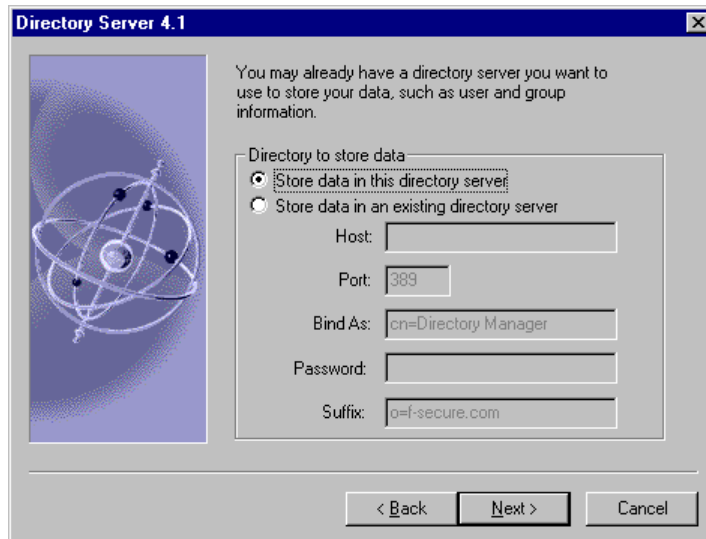 Directory Server 4.1
You may already have a directory server you want to
use to store your data, such as user and group
information.
Directory to store data
Store data in this directory server
Store data in an existing directory server
Host:
Port: 389
Bind As: cn=Directory Manager
Password:
Suffix: o=f-secure.com
< Back Next > Cancel